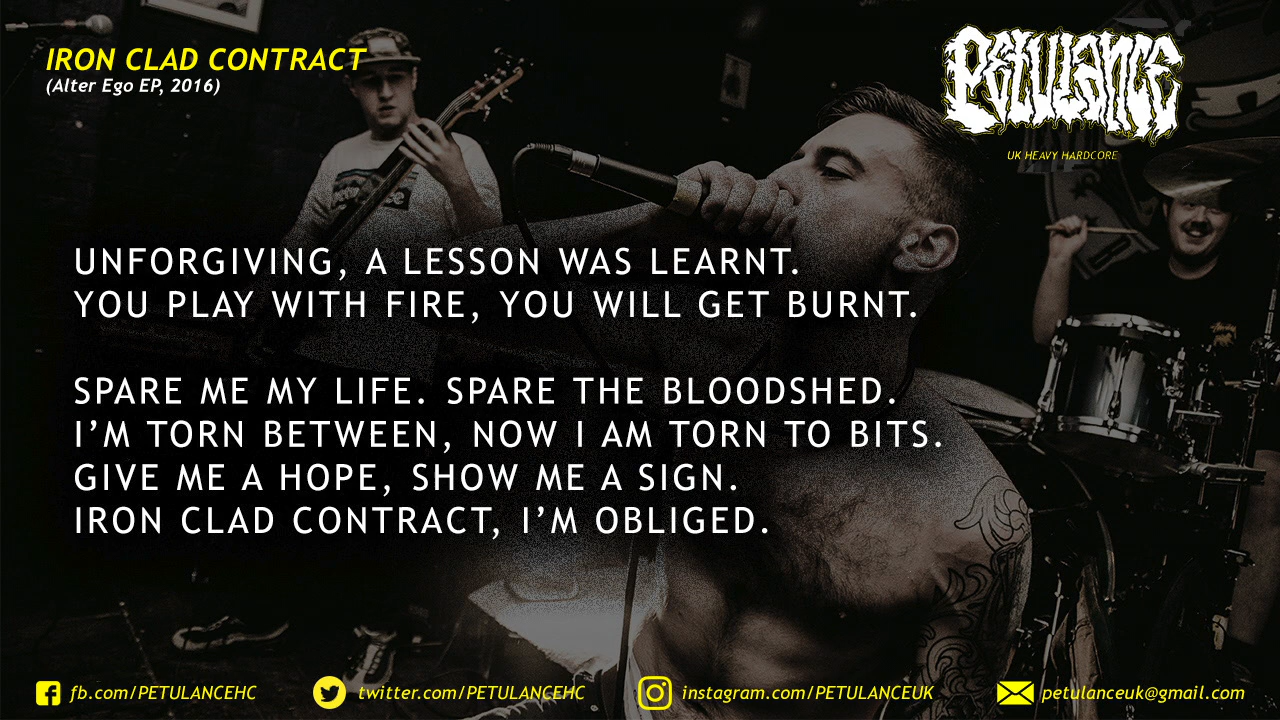 IRON CLAD CONTRACT
(Alter Ego EP, 2016)
PETULANCE
UK HEAVY HARDCORE
UNFORGIVING, A LESSON WAS LEARNT.
YOU PLAY WITH FIRE, YOU WILL GET BURNT.
SPARE ME MY LIFE. SPARE THE BLOODSHED.
I’M TORN BETWEEN, NOW I AM TORN TO BITS.
GIVE ME A HOPE, SHOW ME A SIGN.
IRON CLAD CONTRACT, I’M OBLIGED.
fb.com/PETULANCEHC
twitter.com/PETULANCEHC
instagram.com/PETULANCEUK
petulanceuk@gmail.com